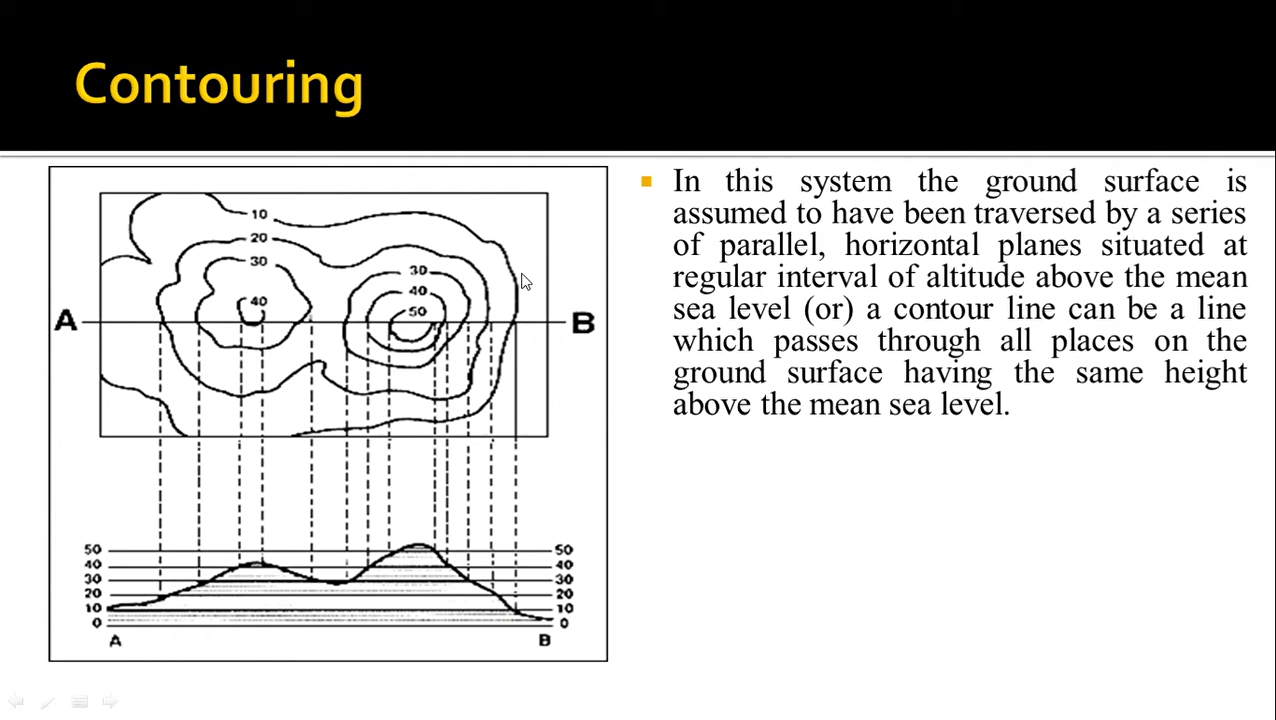 Contouring
10
20
30
40
30
40
50
A
B
50
40
30
20
10
0
50
40
30
20
10
0
A
B
In this system the ground surface is
assumed to have been traversed by a series
of parallel, horizontal planes situated at
regular interval of altitude above the mean
sea level (or) a contour line can be a line
which passes through all places on the
ground surface having the same height
above the mean sea level.